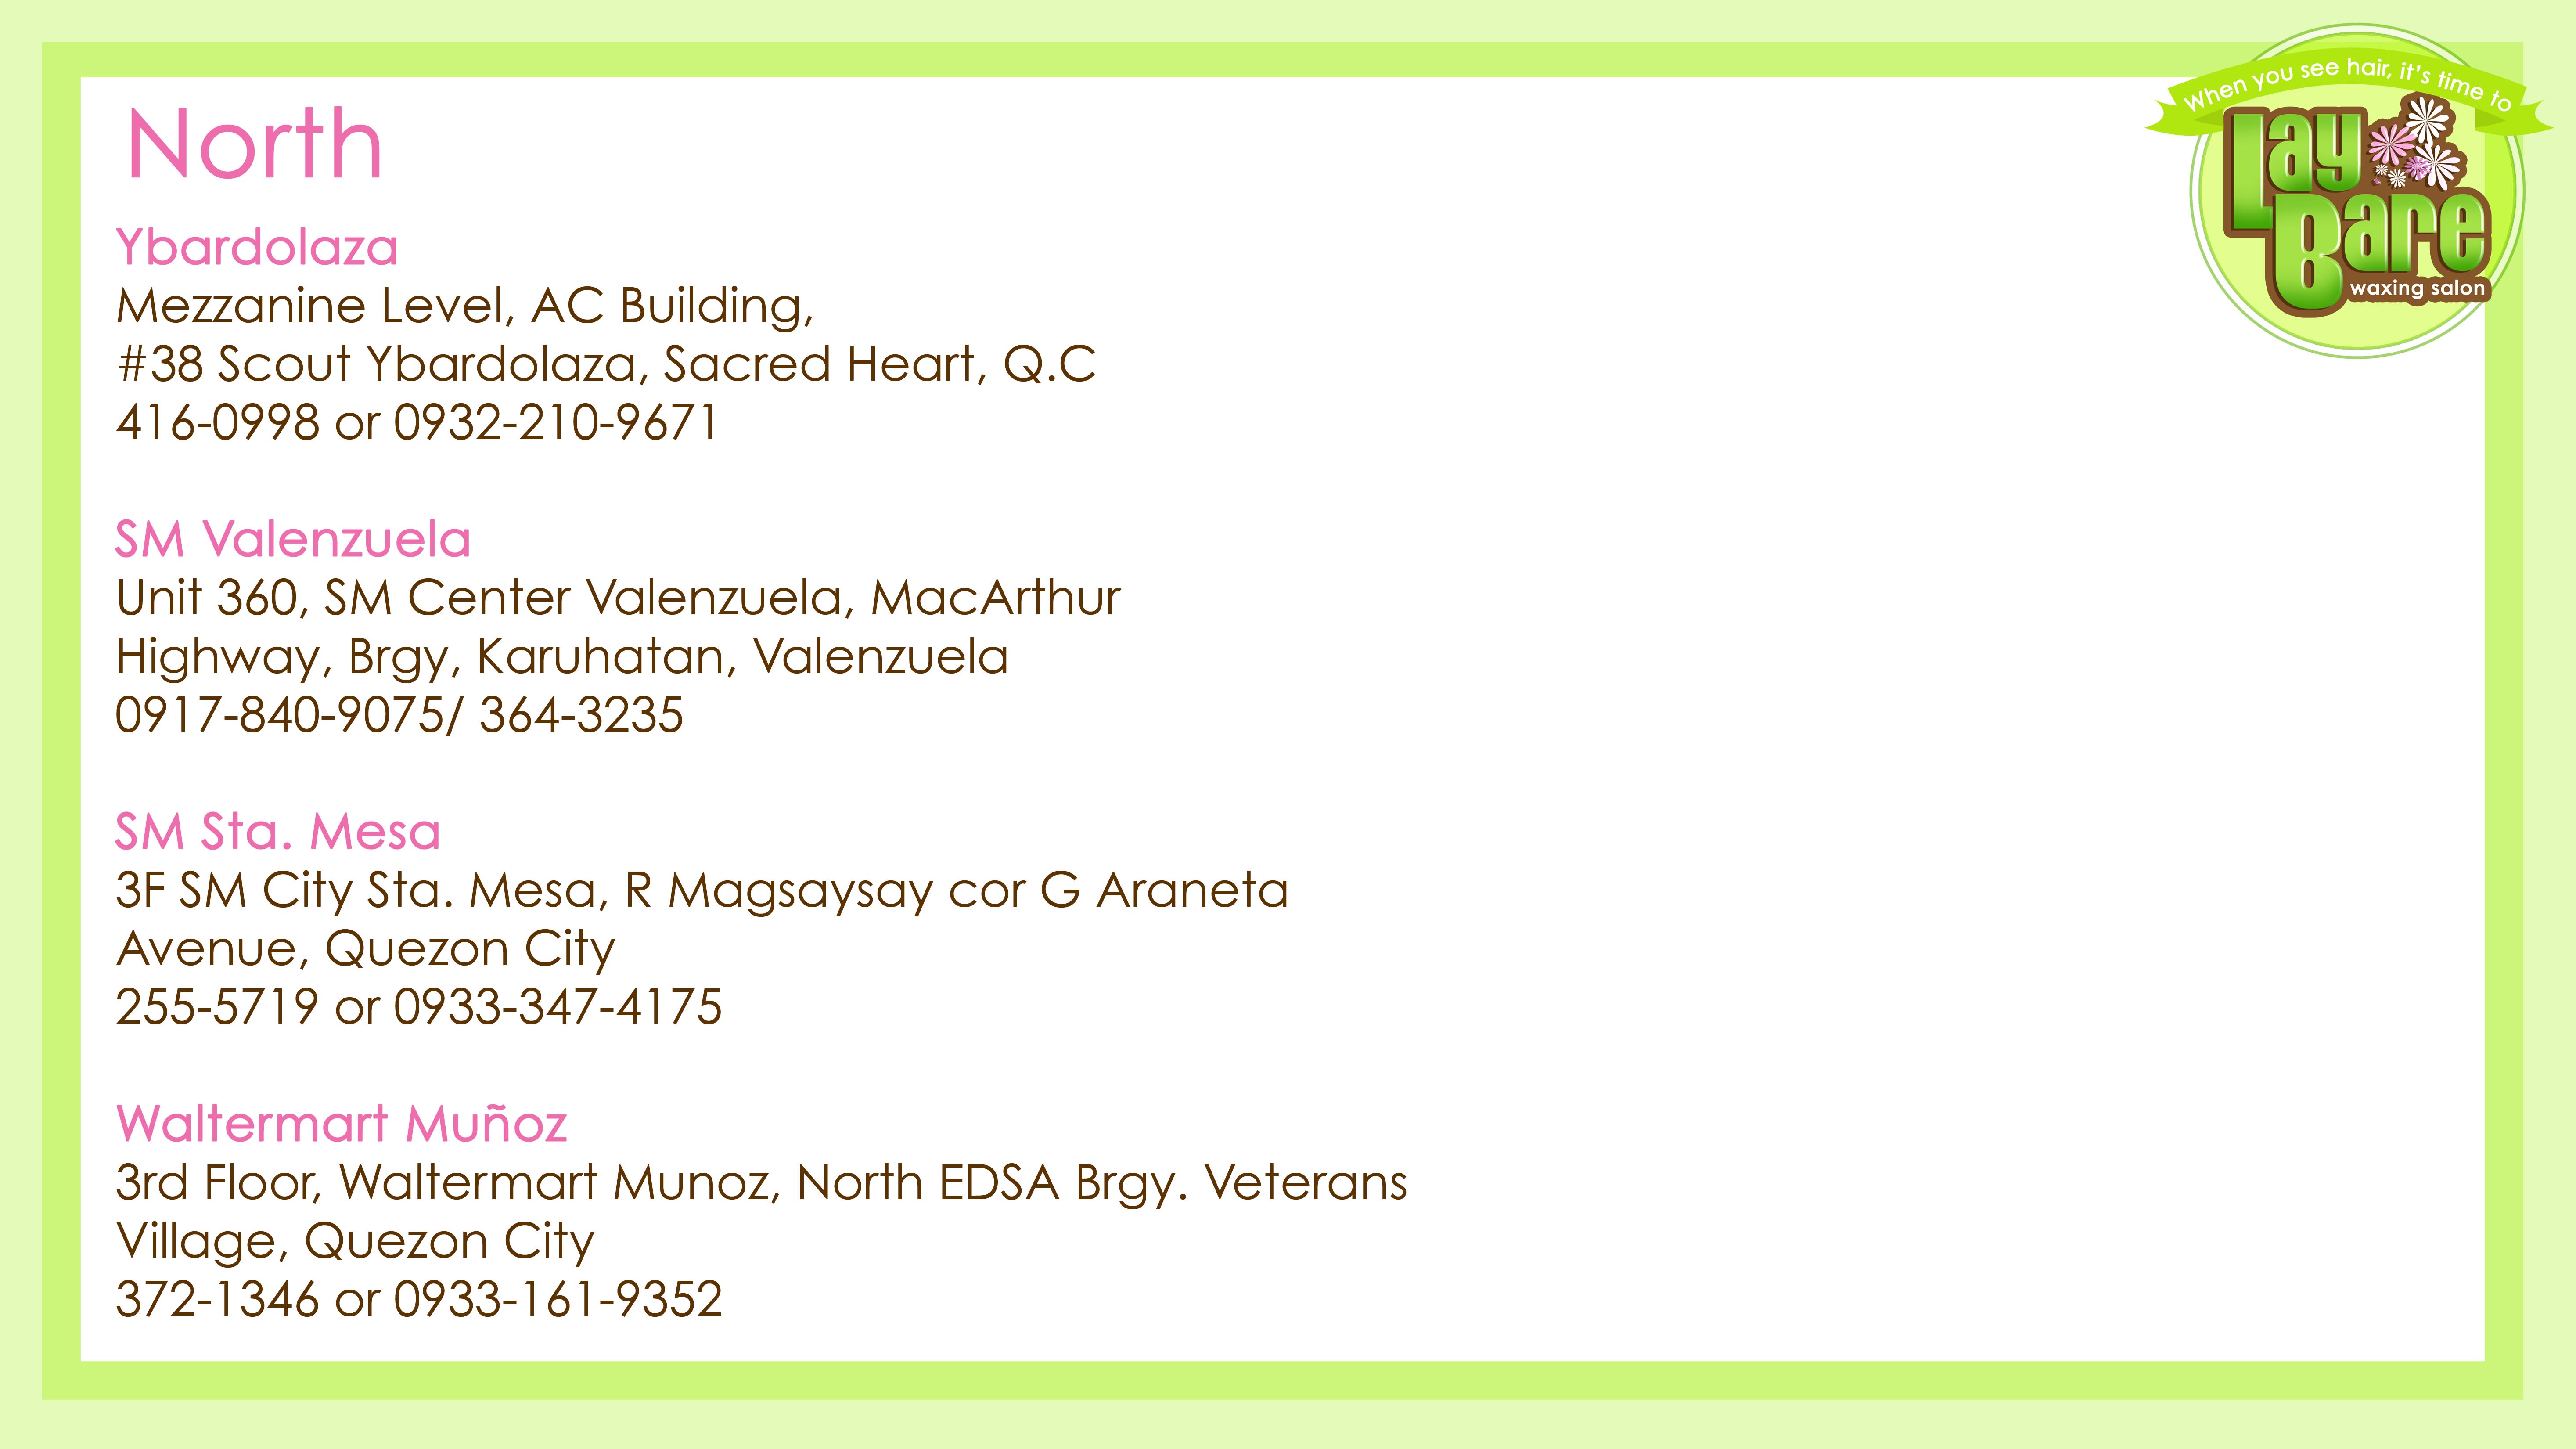 When you see hair, it's time to
Lay
Bare
waxing salon
North
Ybardolaza
Mezzanine Level, AC Building,
#38 Scout Ybardolaza, Sacred Heart, Q.C
416-0998 or 0932-210-9671
SM Valenzuela
Unit 360, SM Center Valenzuela, MacArthur
Highway, Brgy, Karuhatan, Valenzuela
0917-840-9075/ 364-3235
SM Sta. Mesa
3F SM City Sta. Mesa, R Magsaysay cor G Araneta
Avenue, Quezon City
255-5719 or 0933-347-4175
Waltermart Muñoz
3rd Floor, Waltermart Munoz, North EDSA Brgy. Veterans
Village, Quezon City
372-1346 or 0933-161-9352